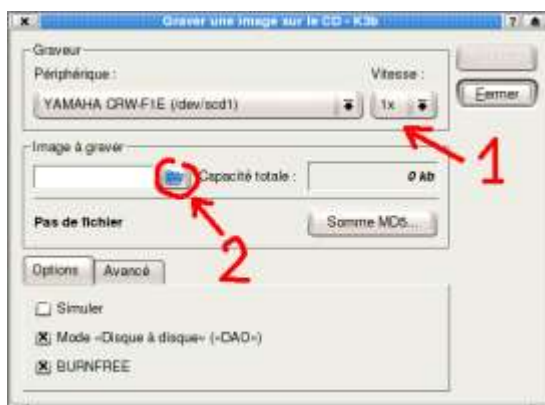 Graver une image sur le CD - K3b
Graveur
Périphérique : Vitesse :
YAMAHA CRW-F1E (/dev/scd1) 1x
Fermer
1
Image à graver
Capacité totale : 0 Ab
2
Pas de fichier Somme MD5...
Options Avancé
Simuler
Mode «Disque à disque» («DAO»)
BURNFREE